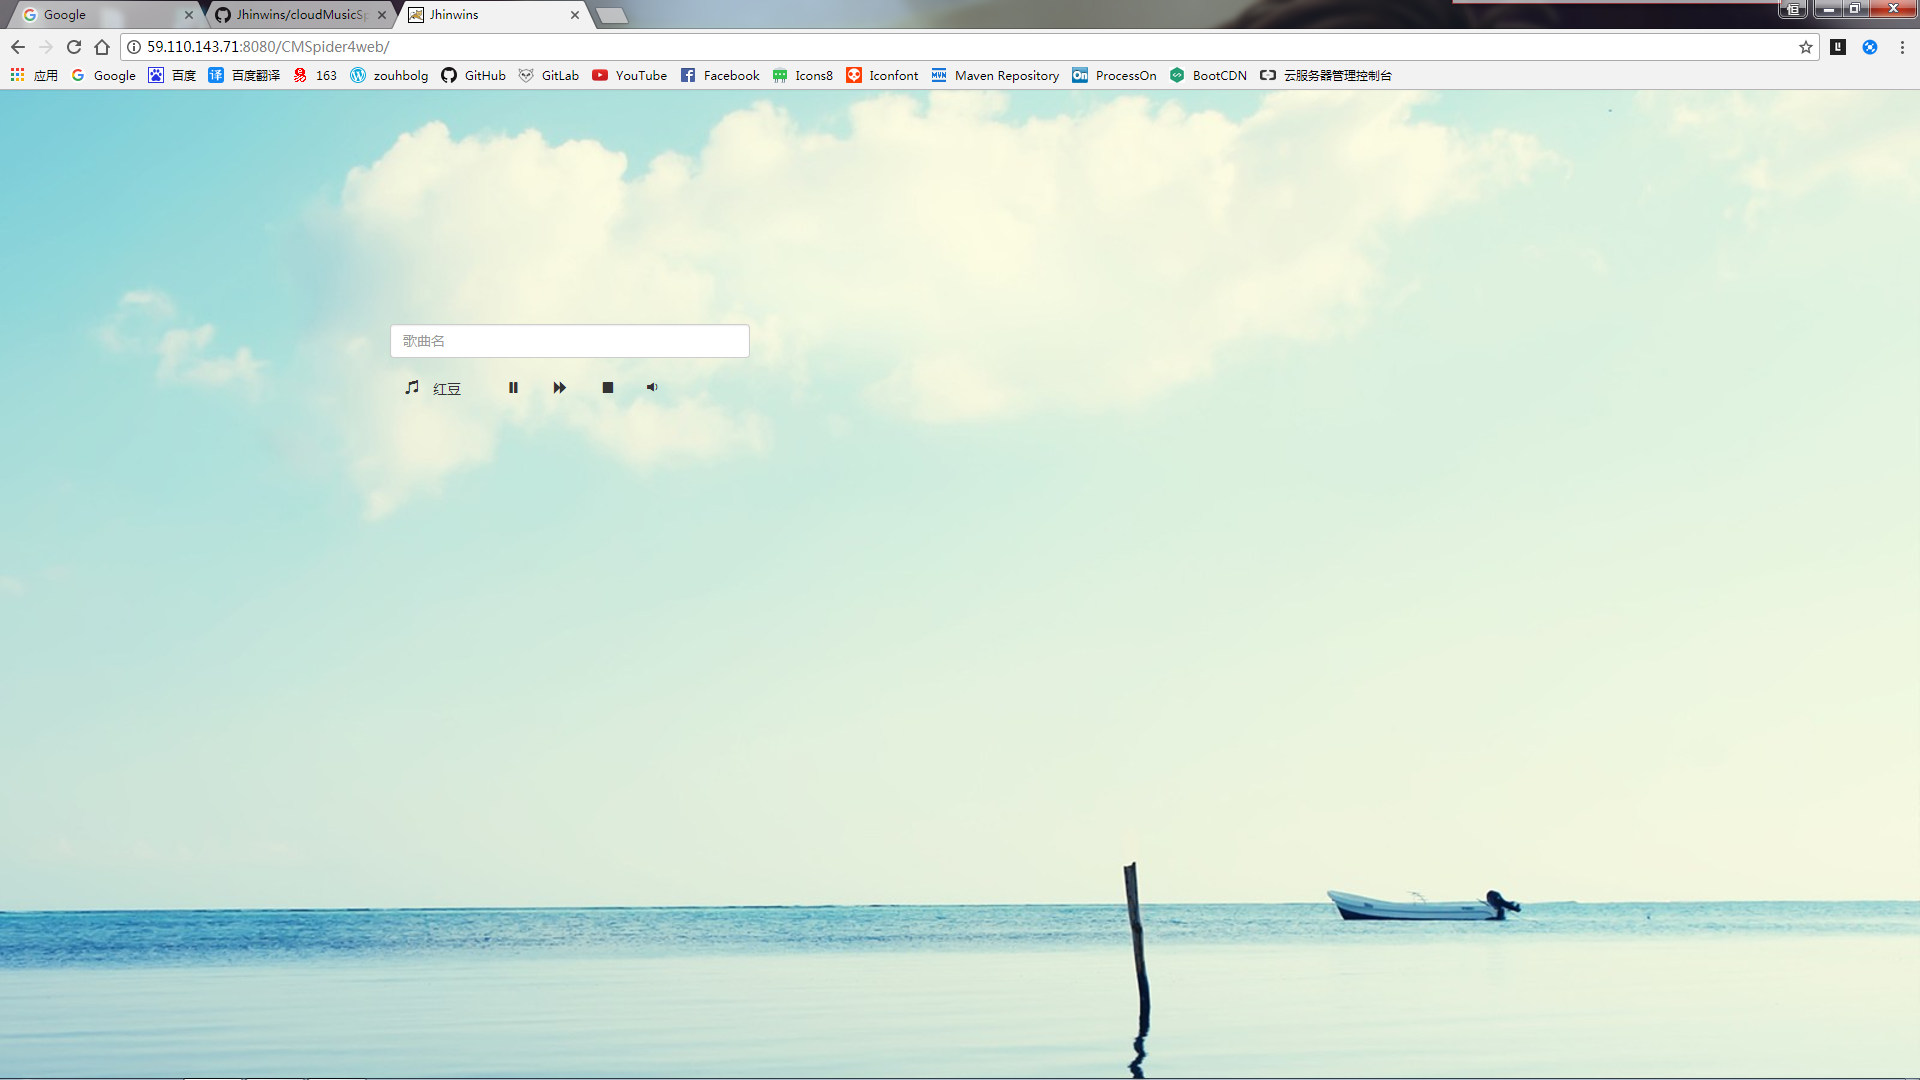 Google
Jhinwins/cloudMusicSp
Jhinwins
59.110.143.71:8080/CMSpider4web/
应用 Google 百度 百度翻译 163 zouhbolg GitHub GitLab YouTube Facebook Icons8 Iconfont Maven Repository ProcessOn BootCDN 云服务器管理控制台
歌曲名
红豆